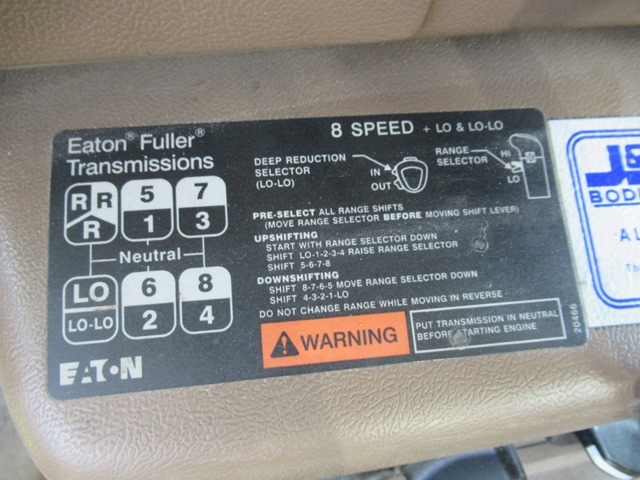 Eaton® Fuller®
Transmissions
8 SPEED + LO & LO-LO
DEEP REDUCTION
SELECTOR
(LO-LO)
IN
OUT
RANGE
SELECTOR
HI
LO
R R
R
5
1
7
3
Neutral
LO
LO-LO
6
2
8
4
PRE-SELECT ALL RANGE SHIFTS
(MOVE RANGE SELECTOR BEFORE MOVING SHIFT LEVER)
UPSHIFTING
START WITH RANGE SELECTOR DOWN
SHIFT LO-1-2-3-4 RAISE RANGE SELECTOR
SHIFT 5-6-7-8
DOWNSHIFTING
SHIFT 8-7-6-5 MOVE RANGE SELECTOR DOWN
SHIFT 4-3-2-1-LO
DO NOT CHANGE RANGE WHILE MOVING IN REVERSE
WARNING
PUT TRANSMISSION IN NEUTRAL
BEFORE STARTING ENGINE
20466
EATON
J&
BODI
AL